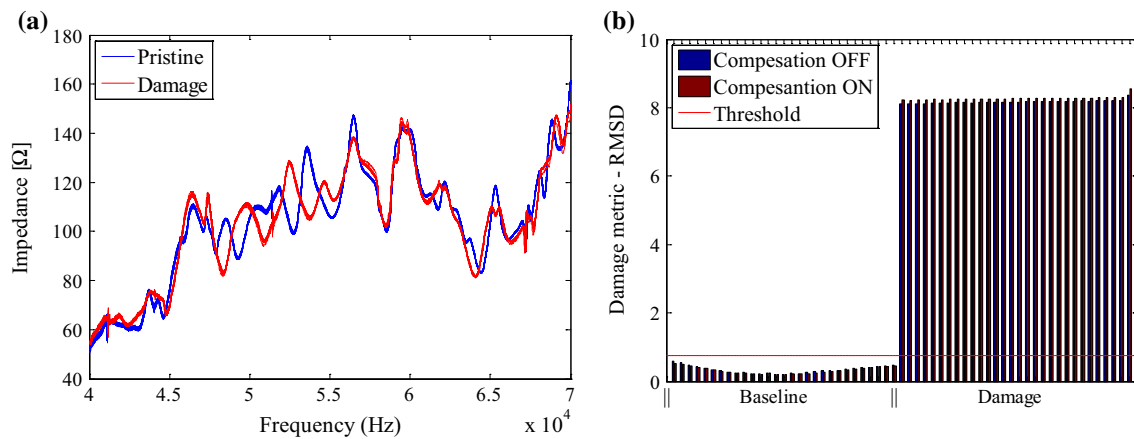 (a)
180
160
140
120
100
80
60
40
Impedance [Ω]
Pristine
Damage
4
4.5
5
5.5
6
6.5
7
Frequency (Hz)
x 10^4
(b)
10
8
6
4
2
0
Damage metric - RMSD
Compesation OFF
Compesantion ON
Threshold
||
Baseline
||
Damage